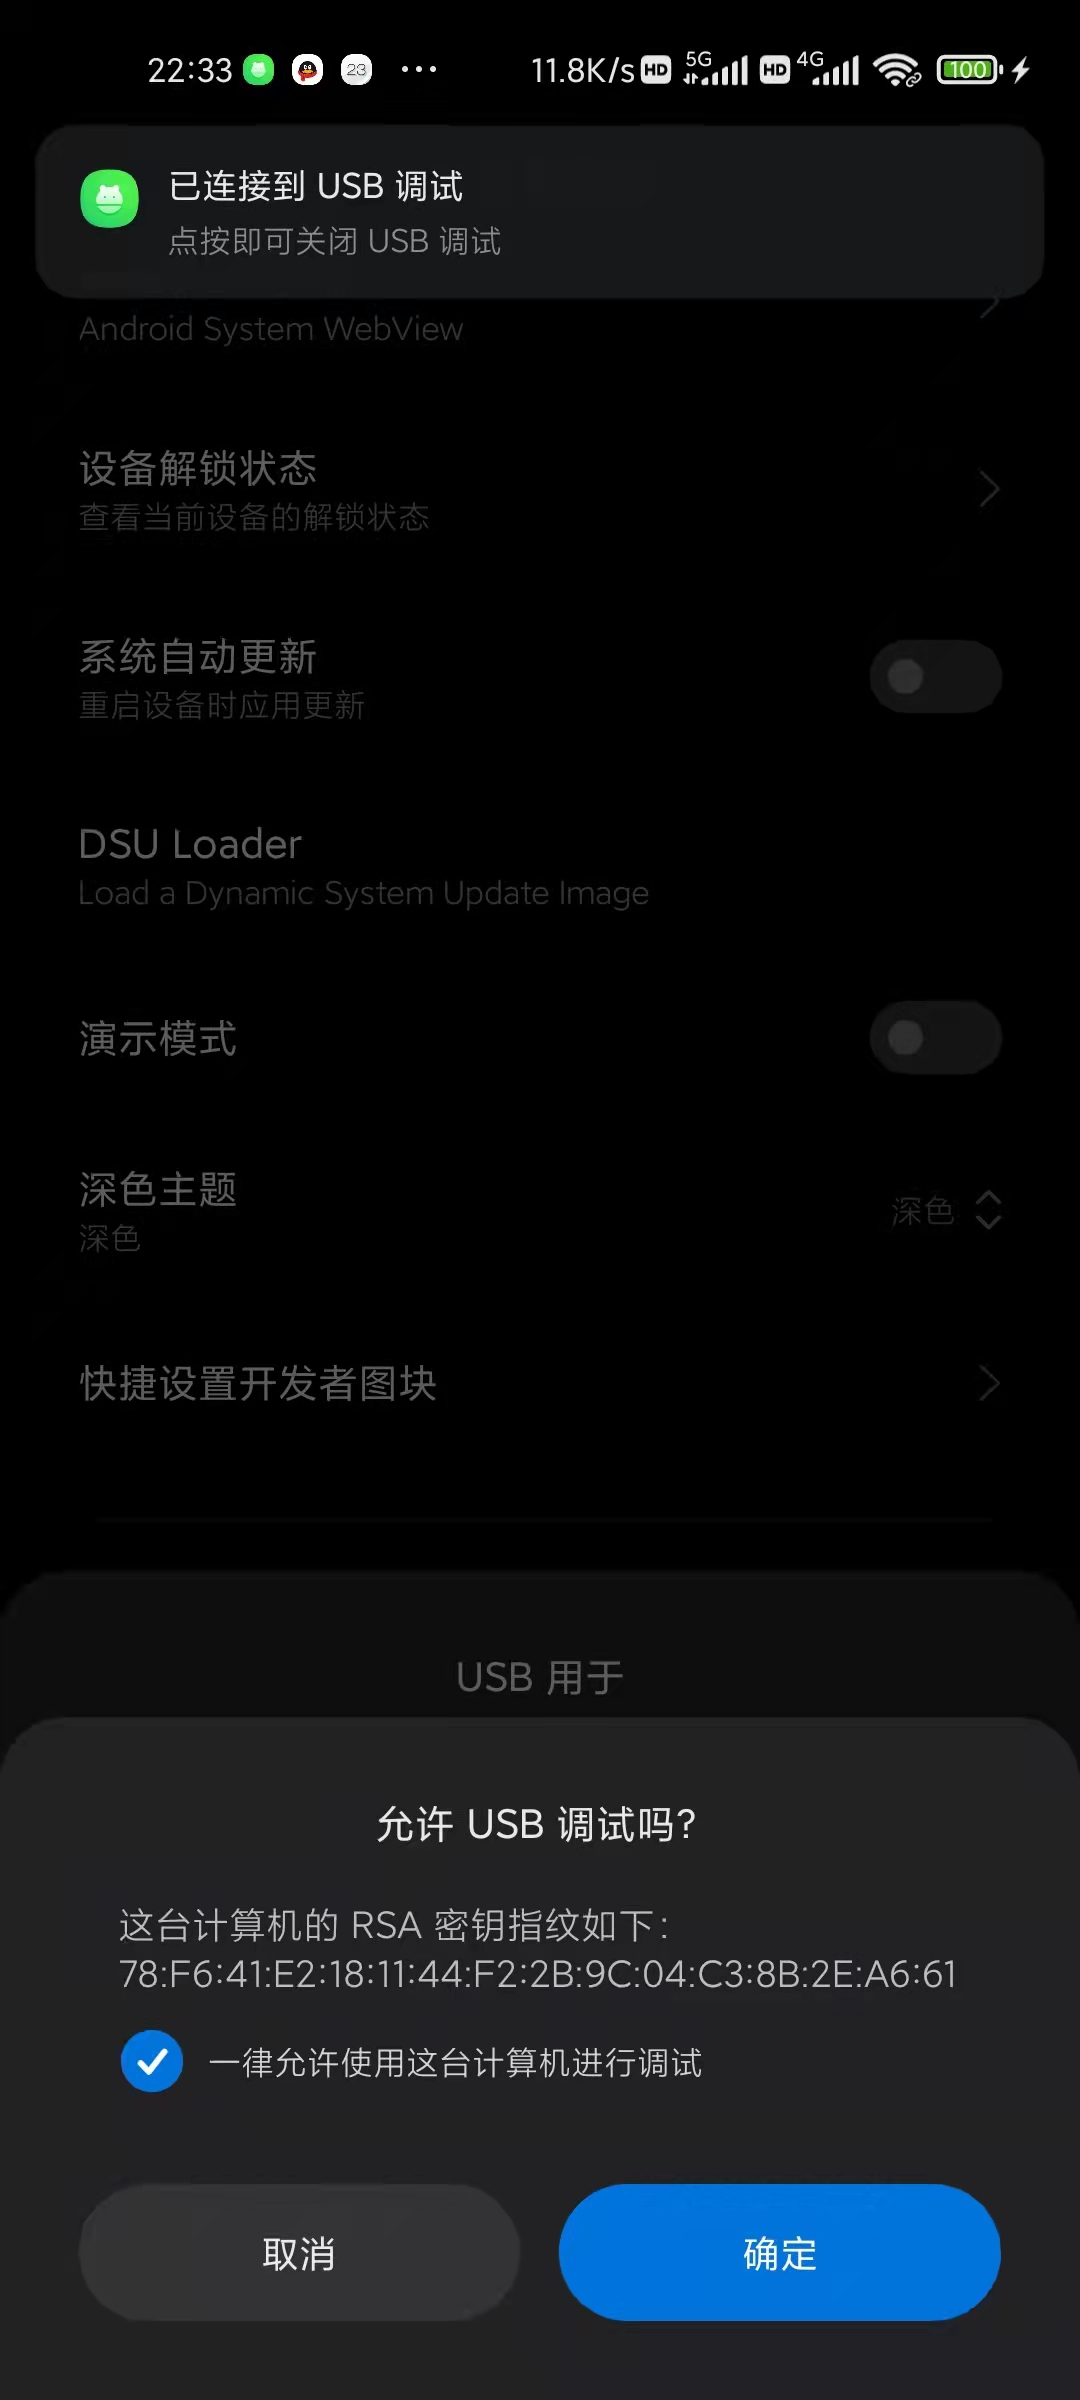 22:33 23 ... 11.8K/s HD 5G HD 4G 100
已连接到 USB 调试
点按即可关闭 USB 调试
Android System WebView
设备解锁状态
查看当前设备的解锁状态
系统自动更新
重启设备时应用更新
DSU Loader
Load a Dynamic System Update Image
演示模式
深色主题
深色
深色
快捷设置开发者图块
USB 用于
允许 USB 调试吗?
这台计算机的 RSA 密钥指纹如下:
78:F6:41:E2:18:11:44:F2:2B:9C:04:C3:8B:2E:A6:61
一律允许使用这台计算机进行调试
取消
确定